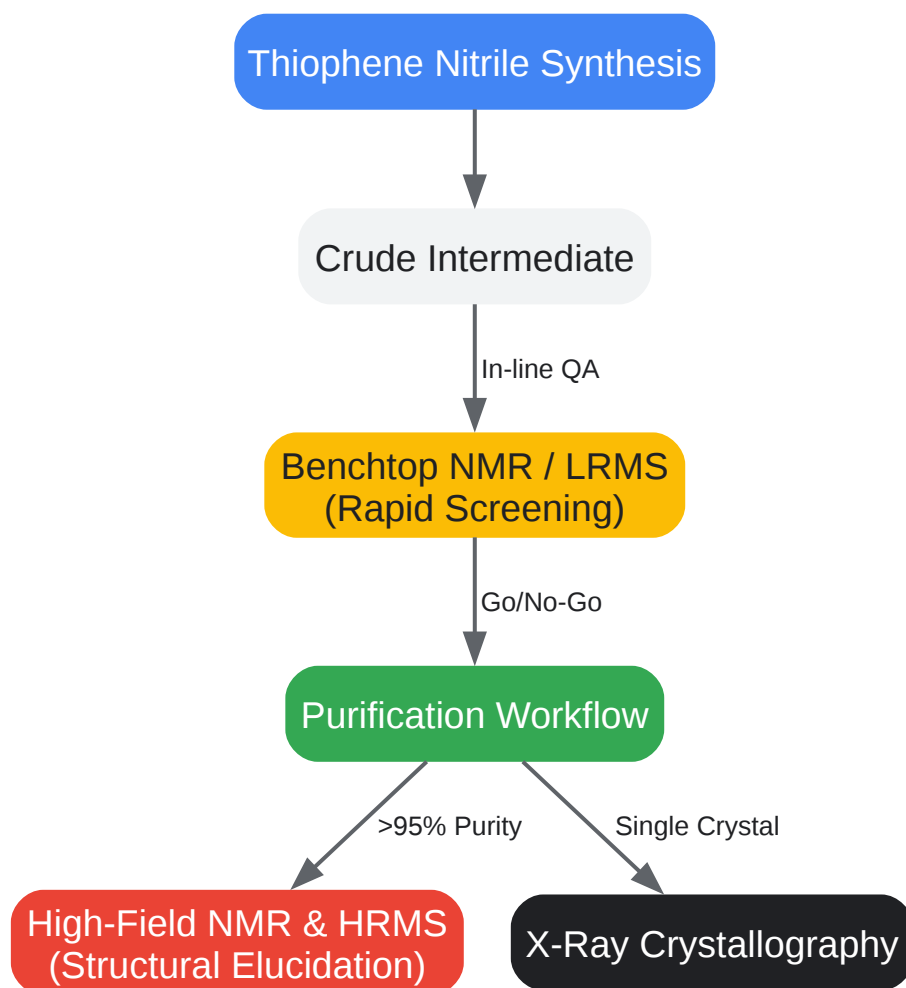 Thiophene Nitrile Synthesis
Crude Intermediate
In-line QA
Benchtop NMR / LRMS
(Rapid Screening)
Go/No-Go
Purification Workflow
>95% Purity
Single Crystal
High-Field NMR & HRMS
(Structural Elucidation)
X-Ray Crystallography